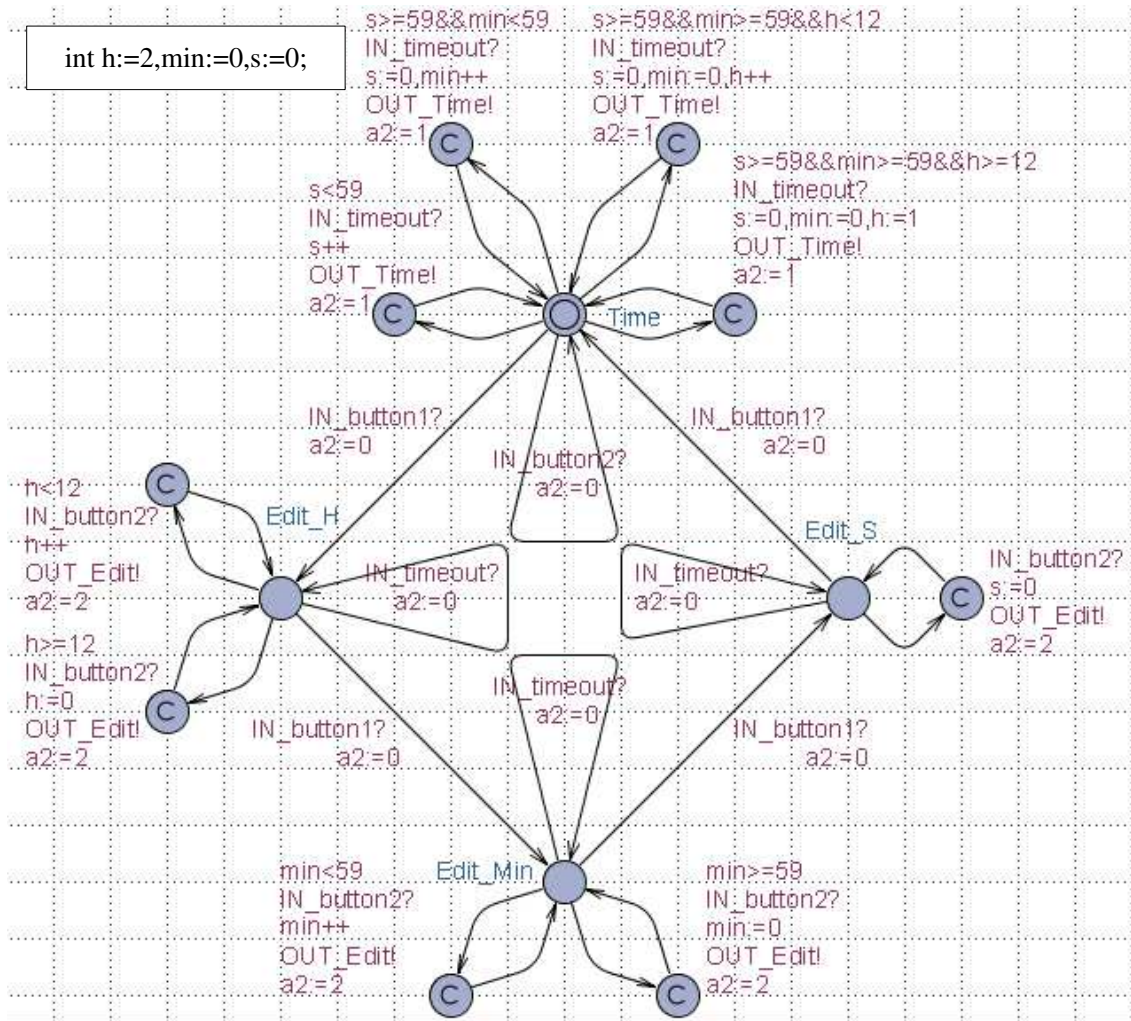 int h:=2,min:=0,s:=0;
s>=59&&min<59
IN_timeout?
s:=0,min++
OUT_Time!
a2:=1
s>=59&&min>=59&&h<12
IN_timeout?
s:=0,min:=0,h++
OUT_Time!
a2:=1
s>=59&&min>=59&&h>=12
IN_timeout?
s:=0,min:=0,h:=1
OUT_Time!
a2:=1
s<59
IN_timeout?
s++
OUT_Time!
a2:=1
Time
IN_button1?
a2:=0
IN_button2?
a2:=0
IN_button1?
a2:=0
h<12
IN_button2?
h++
OUT_Edit!
a2:=2
Edit_H
IN_timeout?
a2:=0
IN_timeout?
a2:=0
Edit_S
IN_button2?
s:=0
OUT_Edit!
a2:=2
h>=12
IN_button2?
h:=0
OUT_Edit!
a2:=2
IN_button1?
a2:=0
IN_timeout?
a2:=0
IN_button1?
a2:=0
min<59
IN_button2?
min++
OUT_Edit!
a2:=2
Edit_Min
min>=59
IN_button2?
min:=0
OUT_Edit!
a2:=2
C
C
C
C
C
C
C
C
C